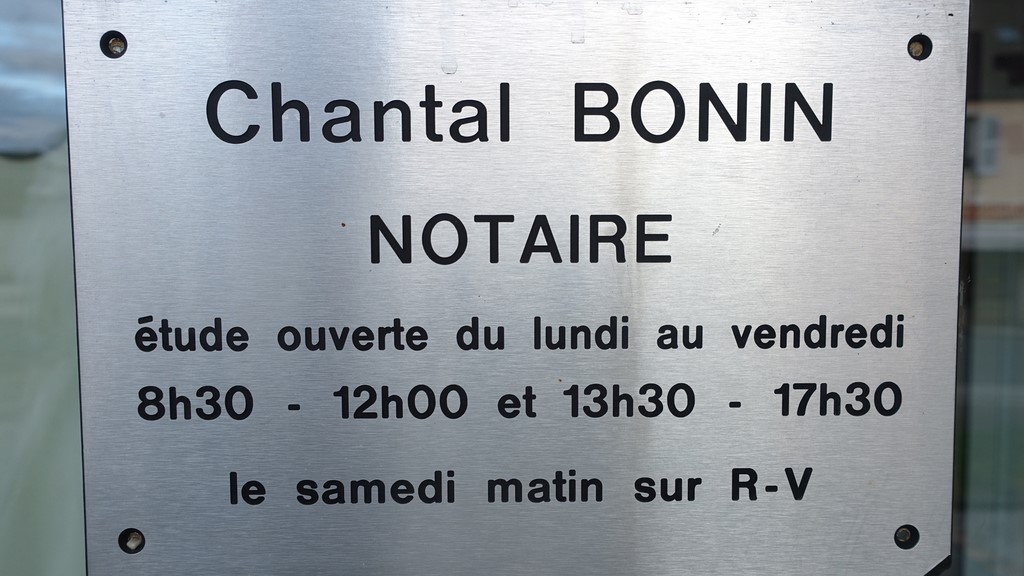 Chantal BONIN
NOTAIRE
étude ouverte du lundi au vendredi
8h30 - 12h00 et 13h30 - 17h30
le samedi matin sur R-V